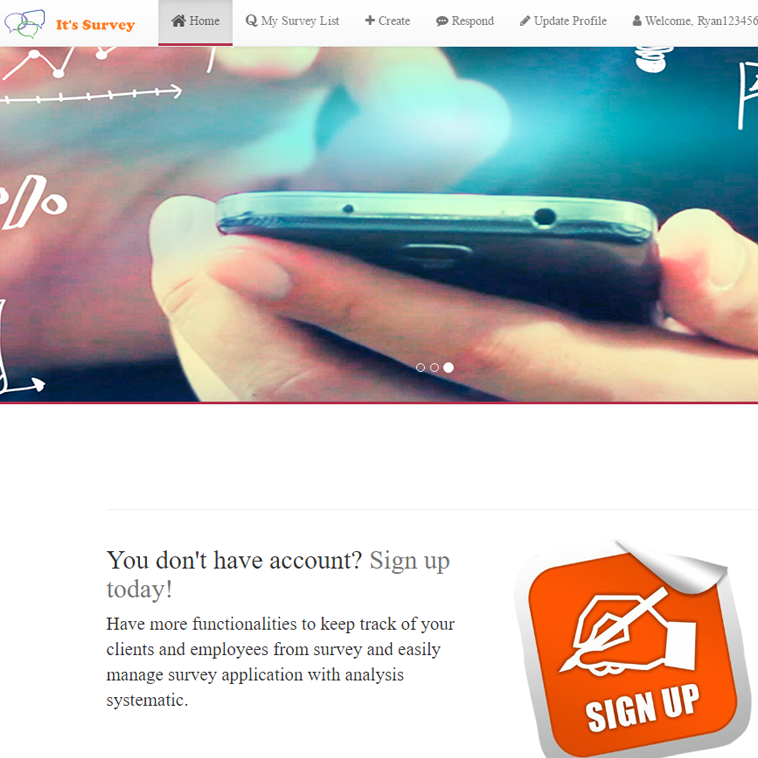 It's Survey
Home My Survey List Create Respond Update Profile Welcome, Ryan123456
%
You don't have account? Sign up
today!
Have more functionalities to keep track of your
clients and employees from survey and easily
manage survey application with analysis
systematic.
SIGN UP